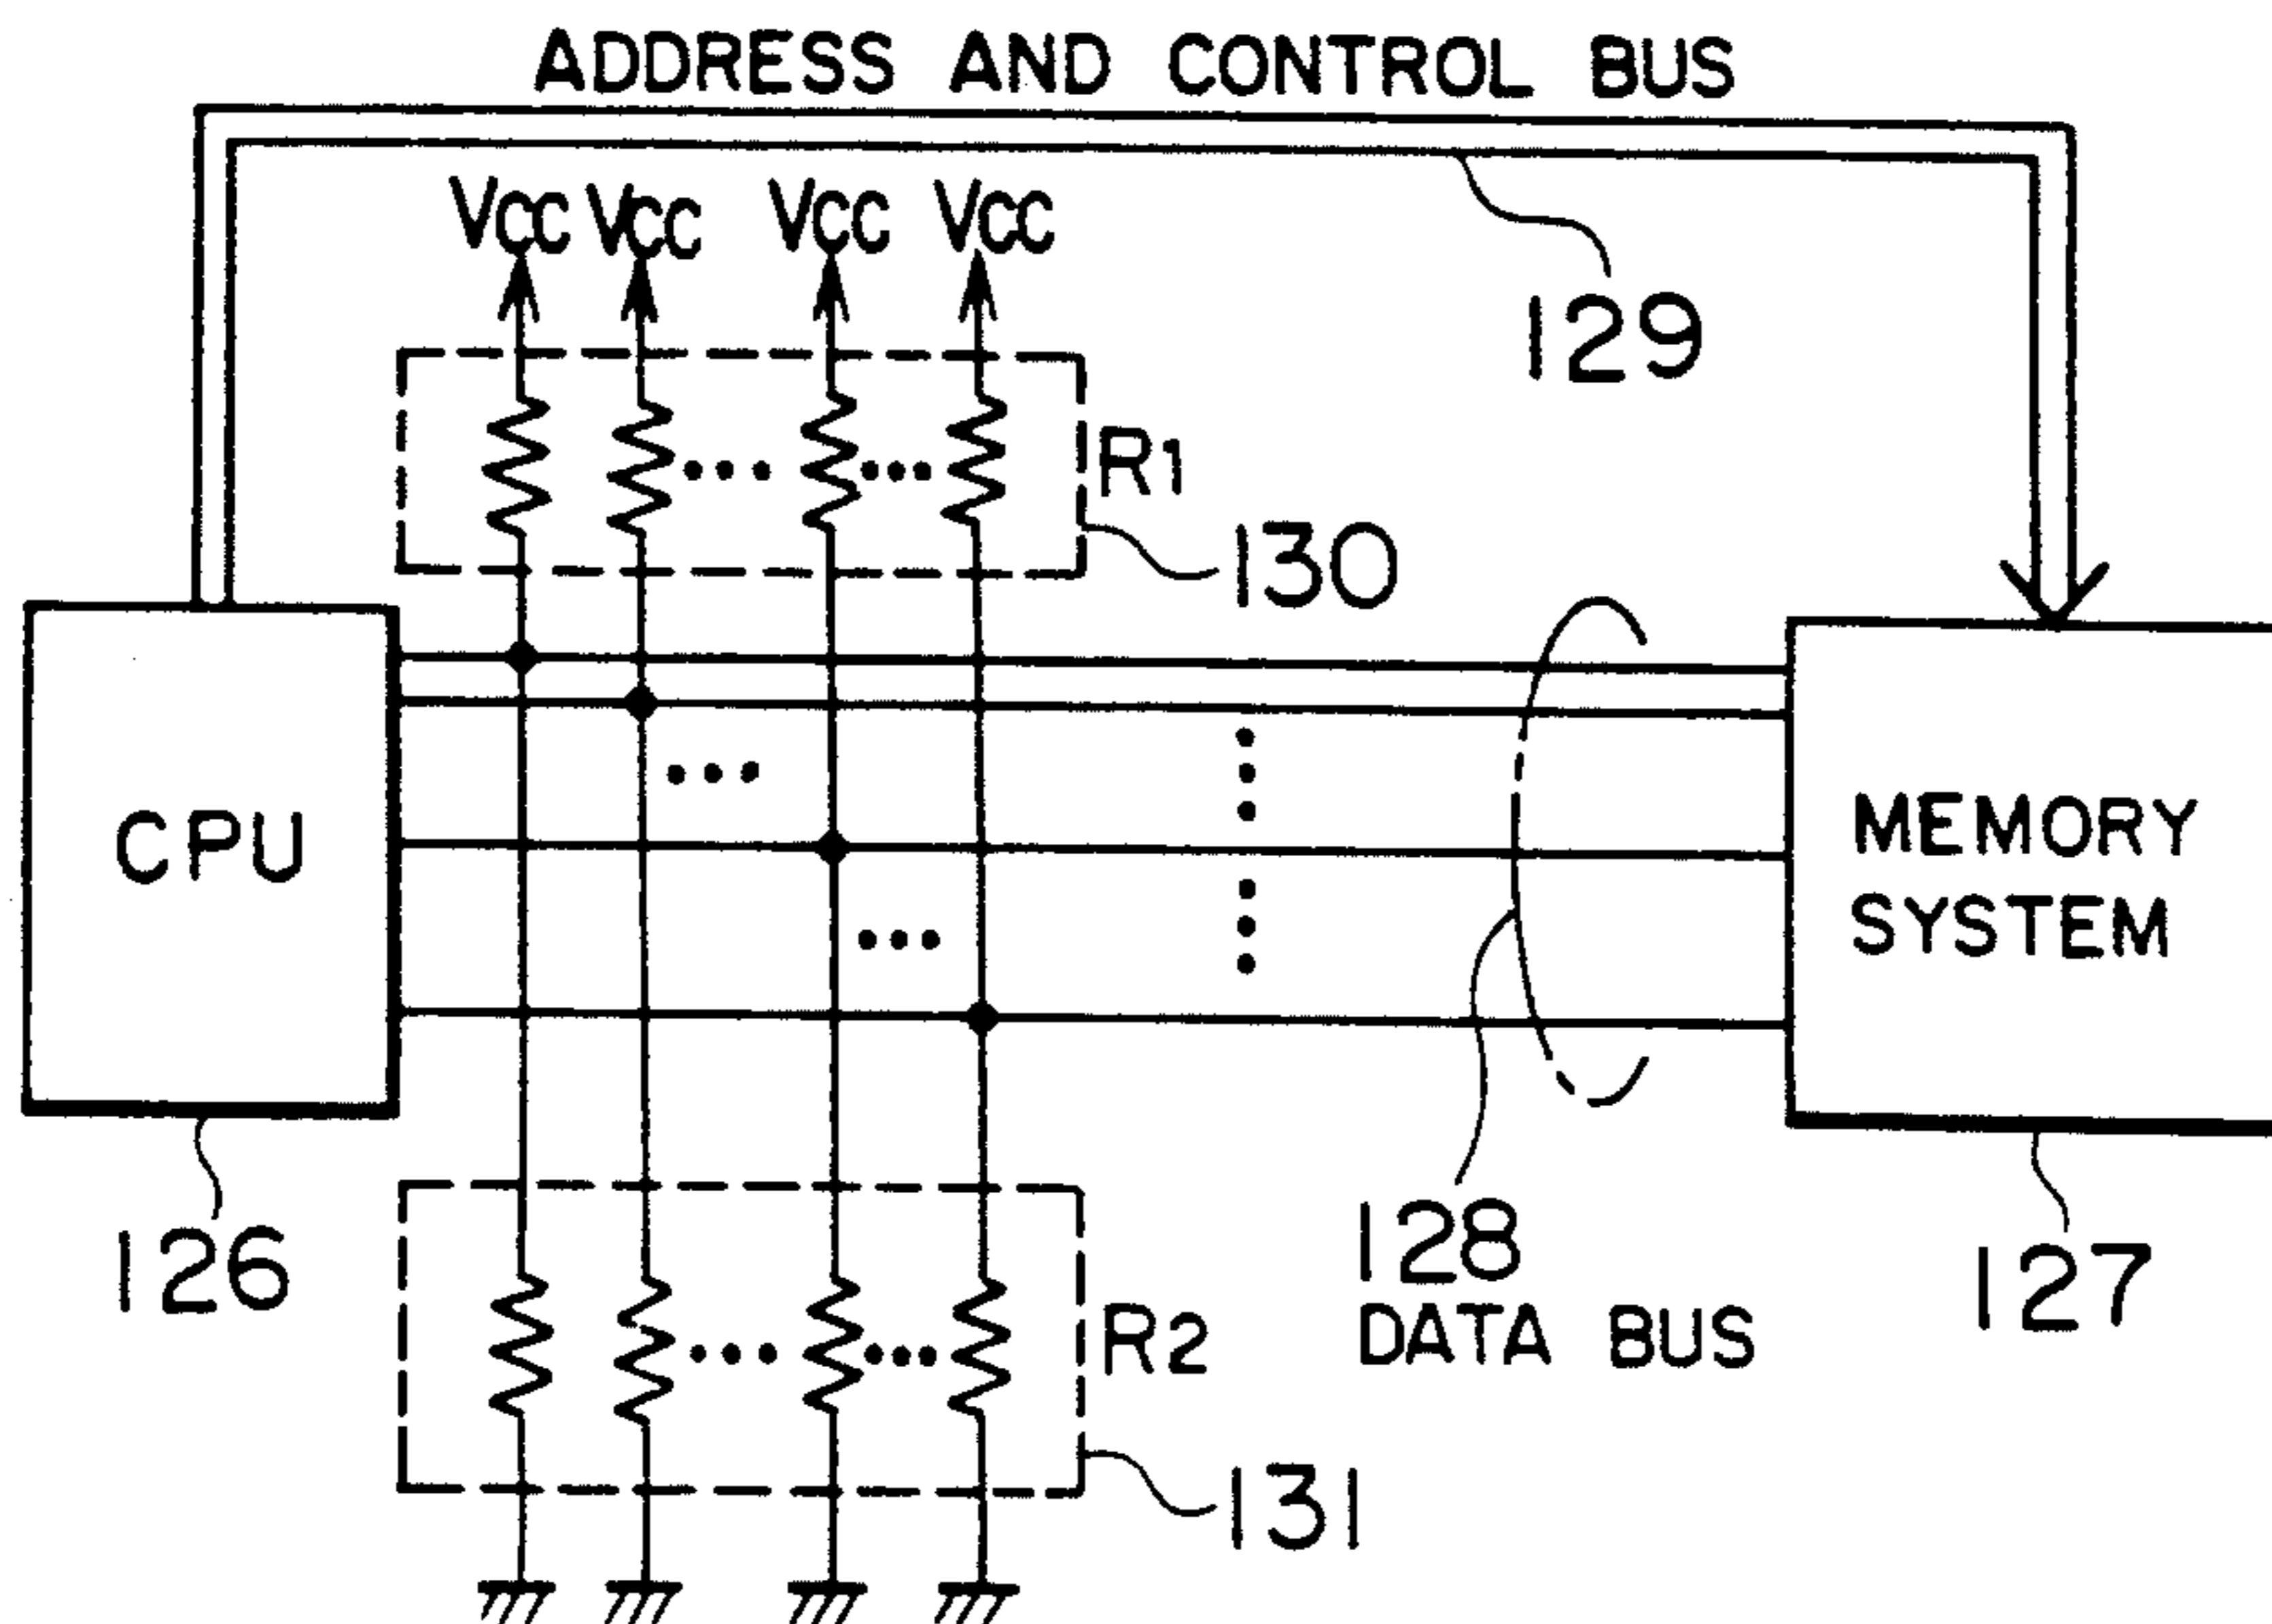 ADDRESS AND CONTROL BUS
VCC VCC VCC VCC
129
R1
130
CPU
MEMORY
SYSTEM
126
128
DATA BUS
127
R2
131